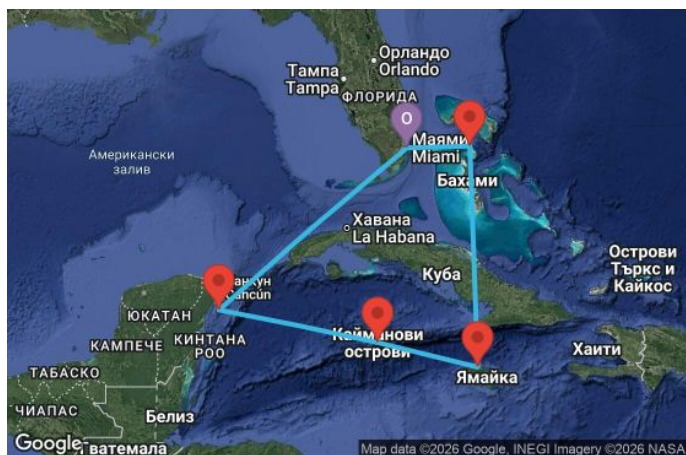 Орландо
Orlando
Тампа
Tampa
ФЛОРИДА
O
Маями
Miami
Американски
залив
Бахами
Хавана
La Habana
Куба
Острови
Търкс и
Кайкос
Cancún
ЮКАТАН
КАМПЕЧЕ
КИНТАНА
РОО
Кайманови
острови
Хаити
Ямайка
ТАБАСКО
ЧИАПАС
Белиз
Google
Гватемала
Map data ©2026 Google, INEGI Imagery ©2026 NASA